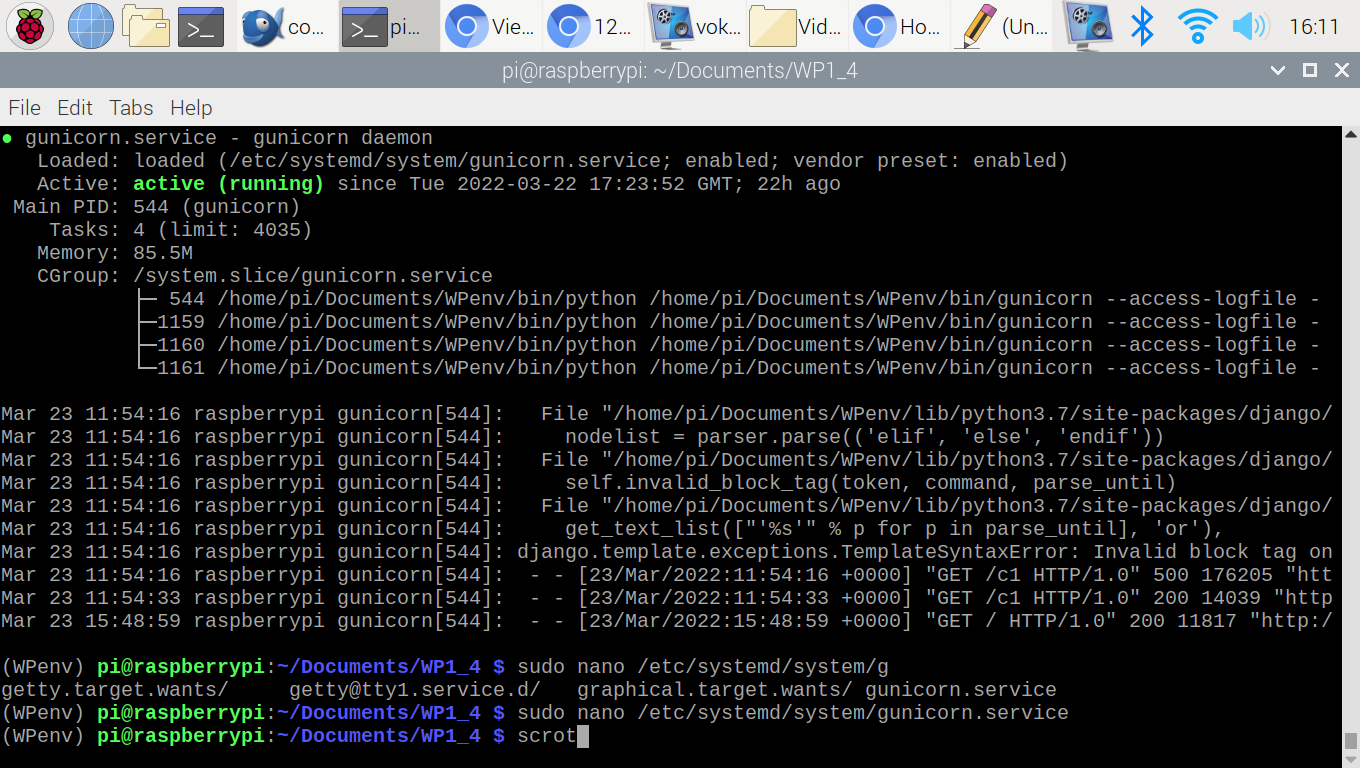 co... pi... Vie... 12... vok... Vid... Ho... (Un... 16:11
pi@raspberrypi: ~/Documents/WP1_4
File Edit Tabs Help
● gunicorn.service - gunicorn daemon
   Loaded: loaded (/etc/systemd/system/gunicorn.service; enabled; vendor preset: enabled)
   Active: active (running) since Tue 2022-03-22 17:23:52 GMT; 22h ago
 Main PID: 544 (gunicorn)
    Tasks: 4 (limit: 4035)
   Memory: 85.5M
   CGroup: /system.slice/gunicorn.service
           ├─ 544 /home/pi/Documents/WPenv/bin/python /home/pi/Documents/WPenv/bin/gunicorn --access-logfile -
           ├─1159 /home/pi/Documents/WPenv/bin/python /home/pi/Documents/WPenv/bin/gunicorn --access-logfile -
           ├─1160 /home/pi/Documents/WPenv/bin/python /home/pi/Documents/WPenv/bin/gunicorn --access-logfile -
           └─1161 /home/pi/Documents/WPenv/bin/python /home/pi/Documents/WPenv/bin/gunicorn --access-logfile -
Mar 23 11:54:16 raspberrypi gunicorn[544]:   File "/home/pi/Documents/WPenv/lib/python3.7/site-packages/django/
Mar 23 11:54:16 raspberrypi gunicorn[544]:     nodelist = parser.parse(('elif', 'else', 'endif'))
Mar 23 11:54:16 raspberrypi gunicorn[544]:   File "/home/pi/Documents/WPenv/lib/python3.7/site-packages/django/
Mar 23 11:54:16 raspberrypi gunicorn[544]:     self.invalid_block_tag(token, command, parse_until)
Mar 23 11:54:16 raspberrypi gunicorn[544]:   File "/home/pi/Documents/WPenv/lib/python3.7/site-packages/django/
Mar 23 11:54:16 raspberrypi gunicorn[544]:     get_text_list(["'%s'" % p for p in parse_until], 'or'),
Mar 23 11:54:16 raspberrypi gunicorn[544]: django.template.exceptions.TemplateSyntaxError: Invalid block tag on
Mar 23 11:54:16 raspberrypi gunicorn[544]:  - - [23/Mar/2022:11:54:16 +0000] "GET /c1 HTTP/1.0" 500 176205 "htt
Mar 23 11:54:33 raspberrypi gunicorn[544]:  - - [23/Mar/2022:11:54:33 +0000] "GET /c1 HTTP/1.0" 200 14039 "http
Mar 23 15:48:59 raspberrypi gunicorn[544]:  - - [23/Mar/2022:15:48:59 +0000] "GET / HTTP/1.0" 200 11817 "http:/
(WPenv) pi@raspberrypi:~/Documents/WP1_4 $ sudo nano /etc/systemd/system/g
getty.target.wants/     getty@tty1.service.d/   graphical.target.wants/ gunicorn.service
(WPenv) pi@raspberrypi:~/Documents/WP1_4 $ sudo nano /etc/systemd/system/gunicorn.service
(WPenv) pi@raspberrypi:~/Documents/WP1_4 $ scrot